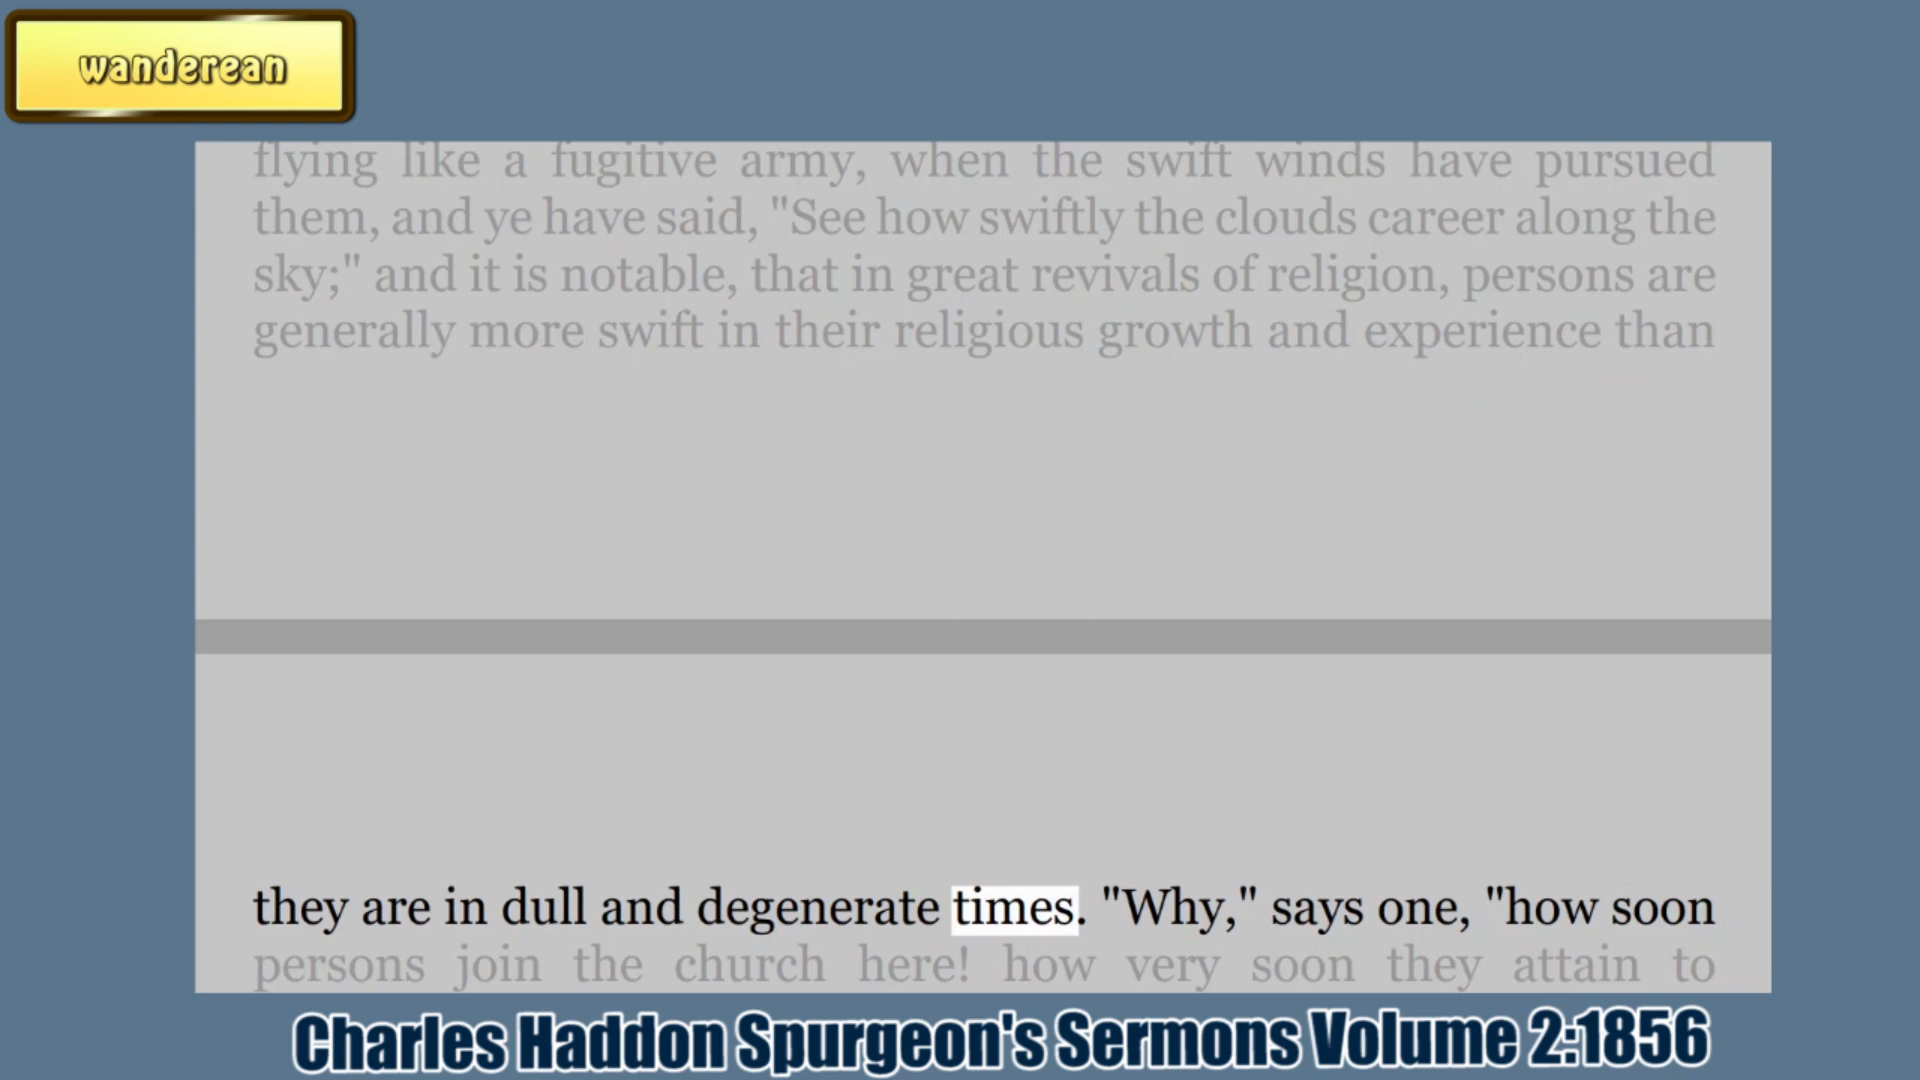 wanderean
flying like a fugitive army, when the swift winds have pursued
them, and ye have said, "See how swiftly the clouds career along the
sky;" and it is notable, that in great revivals of religion, persons are
generally more swift in their religious growth and experience than
they are in dull and degenerate times. "Why," says one, "how soon
persons join the church here! how very soon they attain to
Charles Haddon Spurgeon's Sermons Volume 2:1856